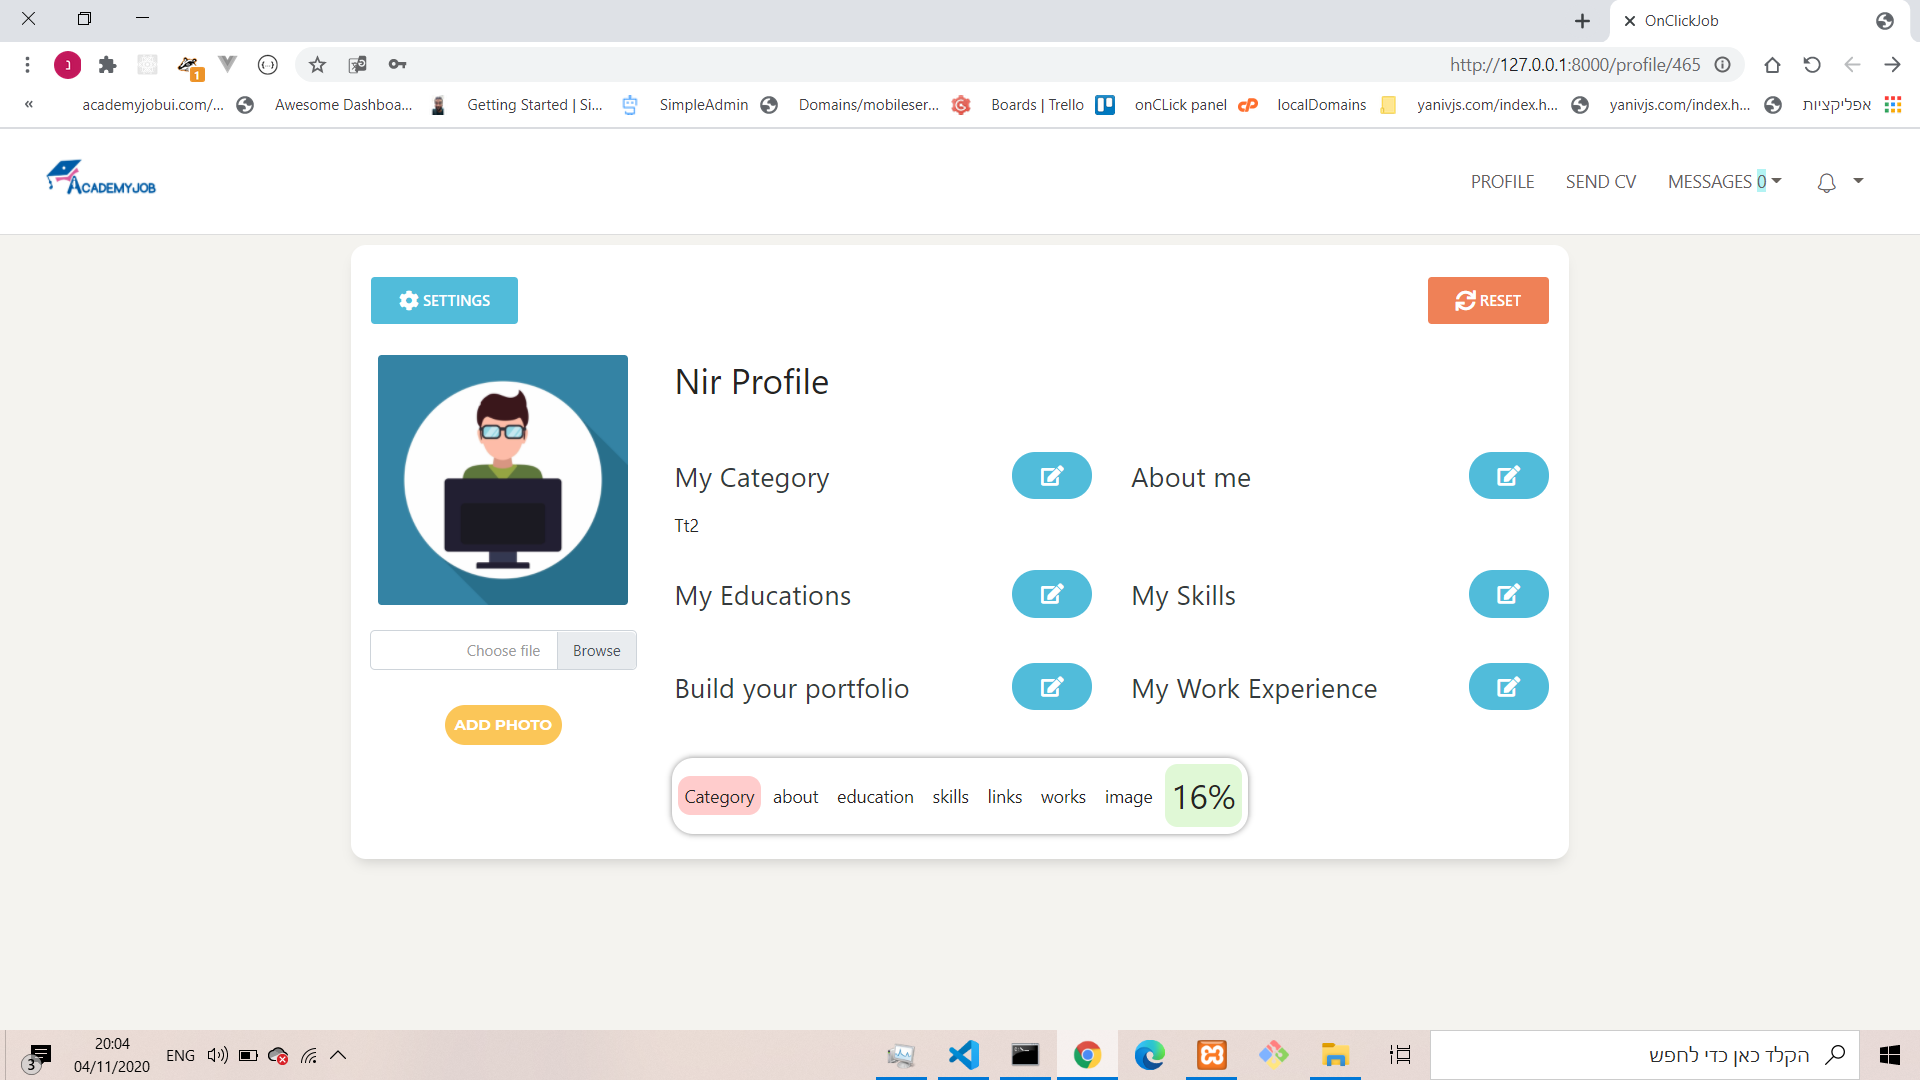 OnClickJob
נ
1
http://127.0.0.1:8000/profile/465
«
academyjobui.com/...
Awesome Dashboa...
Getting Started | Si...
SimpleAdmin
Domains/mobileser...
Boards | Trello
onCLick panel
localDomains
yanivjs.com/index.h...
yanivjs.com/index.h...
אפליקציות
ACADEMYJOB
PROFILE
SEND CV
MESSAGES 0
SETTINGS
RESET
Nir Profile
My Category
About me
Tt2
My Educations
My Skills
Choose file
Browse
Build your portfolio
My Work Experience
ADD PHOTO
Category
about
education
skills
links
works
image
16%
3
20:04
04/11/2020
ENG
הקלד כאן כדי לחפש